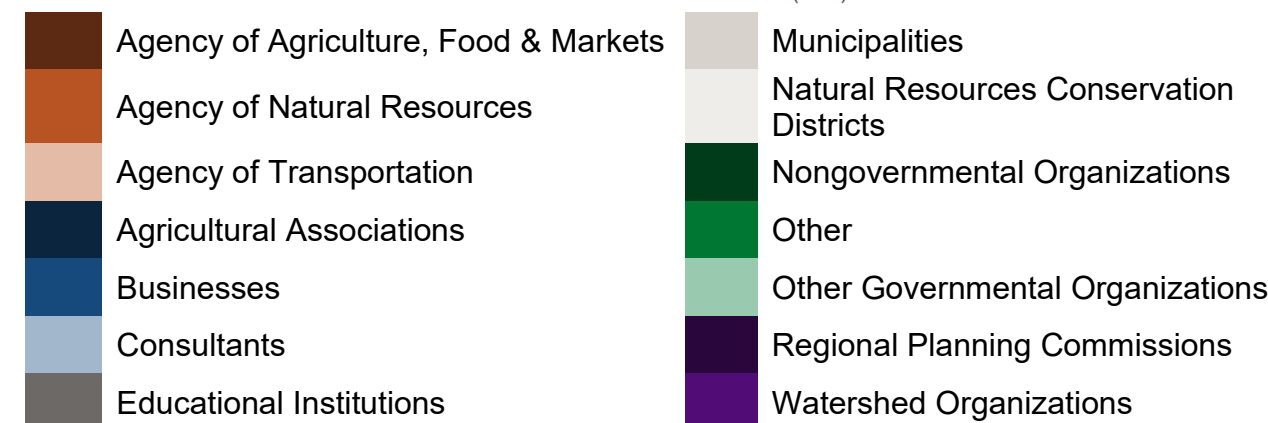 Agency of Agriculture, Food & Markets
Agency of Natural Resources
Agency of Transportation
Agricultural Associations
Businesses
Consultants
Educational Institutions
Municipalities
Natural Resources Conservation
Districts
Nongovernmental Organizations
Other
Other Governmental Organizations
Regional Planning Commissions
Watershed Organizations